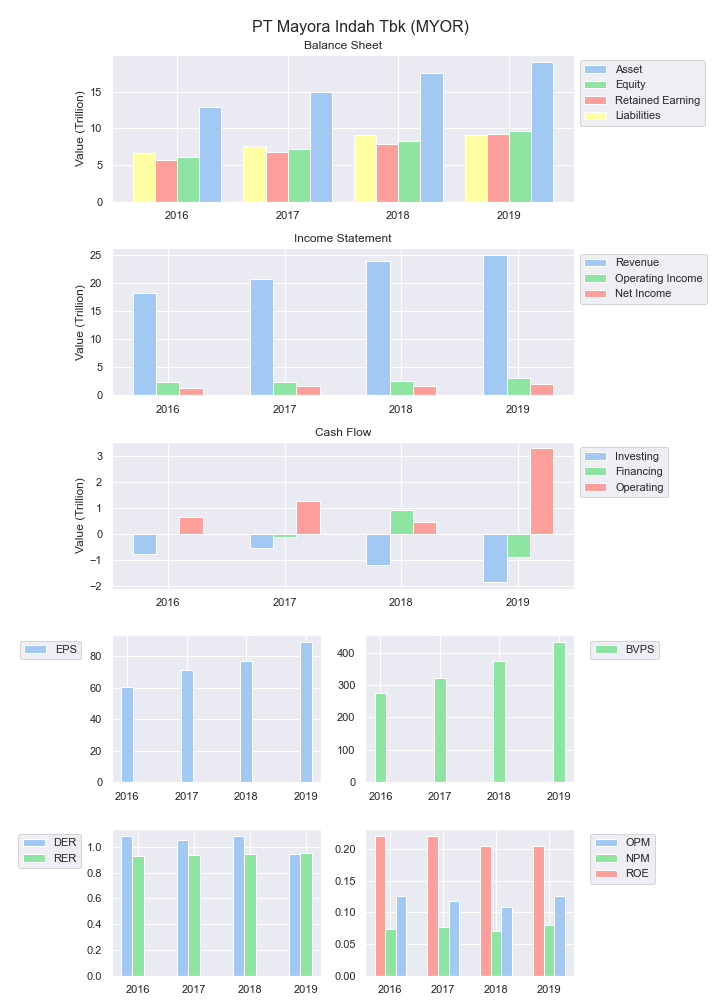 PT Mayora Indah Tbk (MYOR)
Balance Sheet
Value (Trillion)
15
10
5
0
2016 2017 2018 2019
Asset
Equity
Retained Earning
Liabilities
Income Statement
Value (Trillion)
25
20
15
10
5
0
2016 2017 2018 2019
Revenue
Operating Income
Net Income
Cash Flow
Value (Trillion)
3
2
1
0
−1
−2
2016 2017 2018 2019
Investing
Financing
Operating
EPS
80
60
40
20
0
2016 2017 2018 2019
400
300
200
100
0
2016 2017 2018 2019
BVPS
DER
RER
1.0
0.8
0.6
0.4
0.2
0.0
2016 2017 2018 2019
0.20
0.15
0.10
0.05
0.00
2016 2017 2018 2019
OPM
NPM
ROE